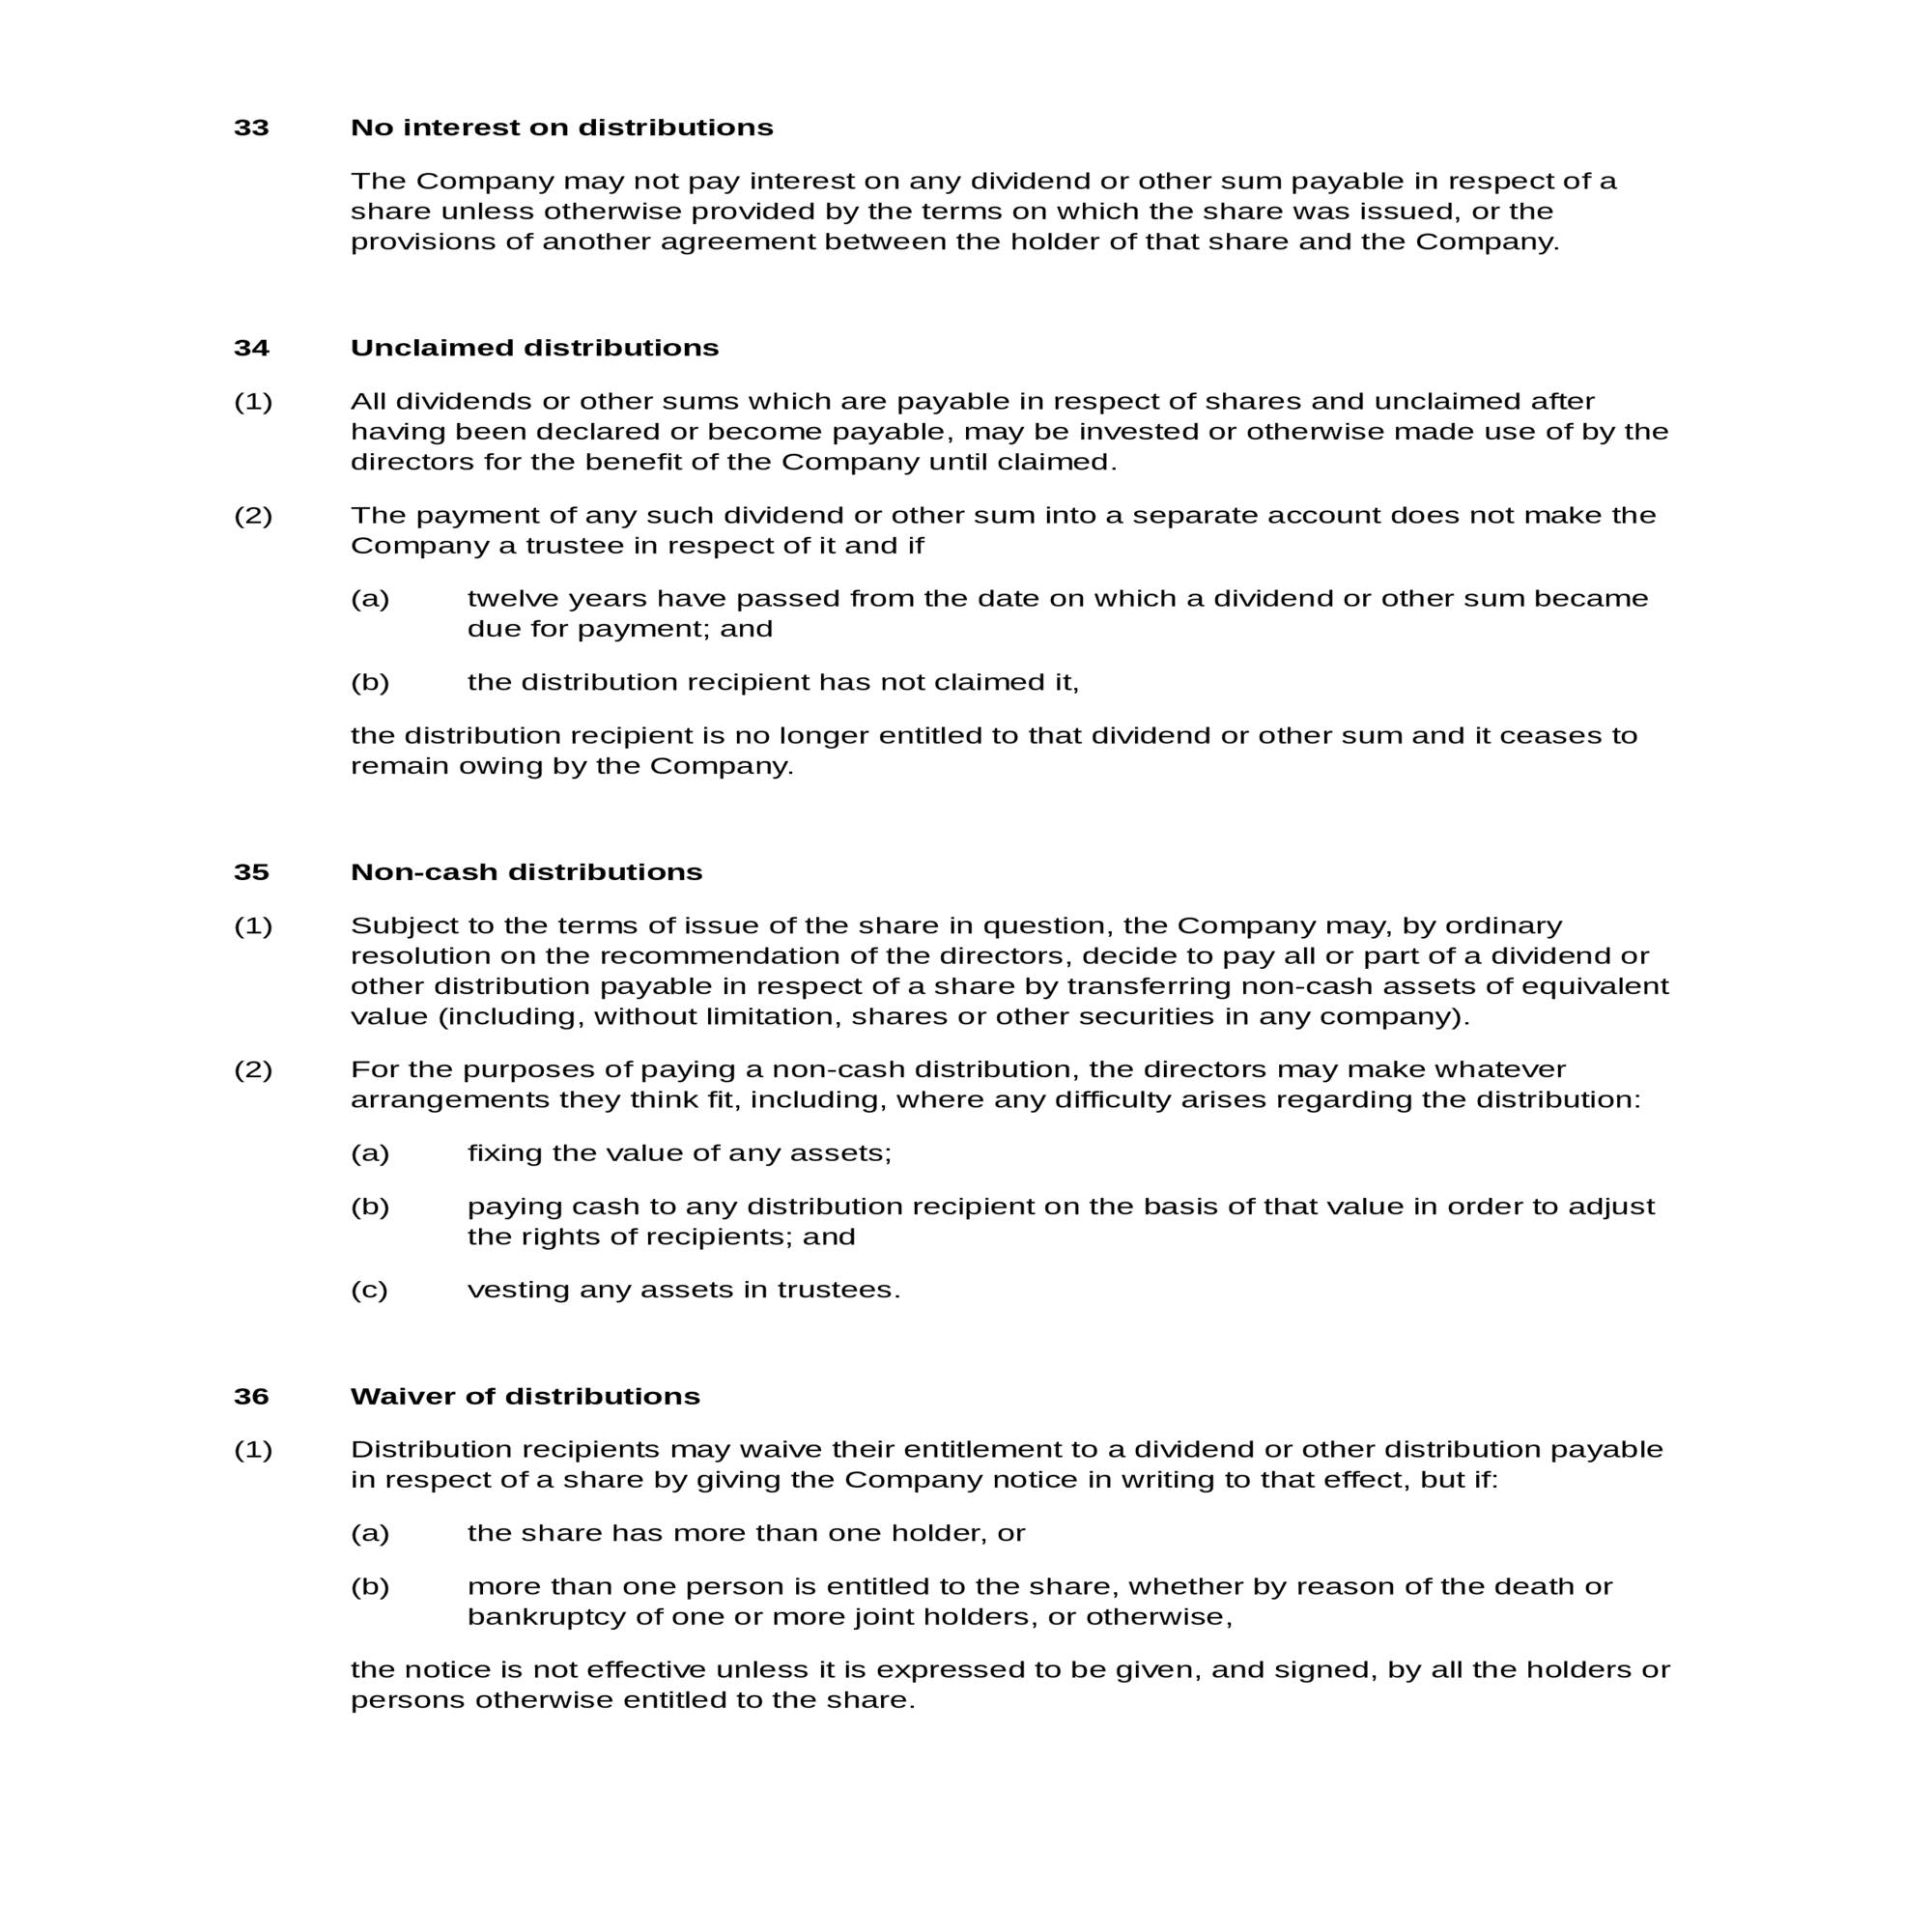 33 No interest on distributions
The Company may not pay interest on any dividend or other sum payable in respect of a
share unless otherwise provided by the terms on which the share was issued, or the
provisions of another agreement between the holder of that share and the Company.
34 Unclaimed distributions
(1) All dividends or other sums which are payable in respect of shares and unclaimed after
having been declared or become payable, may be invested or otherwise made use of by the
directors for the benefit of the Company until claimed.
(2) The payment of any such dividend or other sum into a separate account does not make the
Company a trustee in respect of it and if
(a) twelve years have passed from the date on which a dividend or other sum became
due for payment; and
(b) the distribution recipient has not claimed it,
the distribution recipient is no longer entitled to that dividend or other sum and it ceases to
remain owing by the Company.
35 Non-cash distributions
(1) Subject to the terms of issue of the share in question, the Company may, by ordinary
resolution on the recommendation of the directors, decide to pay all or part of a dividend or
other distribution payable in respect of a share by transferring non-cash assets of equivalent
value (including, without limitation, shares or other securities in any company).
(2) For the purposes of paying a non-cash distribution, the directors may make whatever
arrangements they think fit, including, where any difficulty arises regarding the distribution:
(a) fixing the value of any assets;
(b) paying cash to any distribution recipient on the basis of that value in order to adjust
the rights of recipients; and
(c) vesting any assets in trustees.
36 Waiver of distributions
(1) Distribution recipients may waive their entitlement to a dividend or other distribution payable
in respect of a share by giving the Company notice in writing to that effect, but if:
(a) the share has more than one holder, or
(b) more than one person is entitled to the share, whether by reason of the death or
bankruptcy of one or more joint holders, or otherwise,
the notice is not effective unless it is expressed to be given, and signed, by all the holders or
persons otherwise entitled to the share.